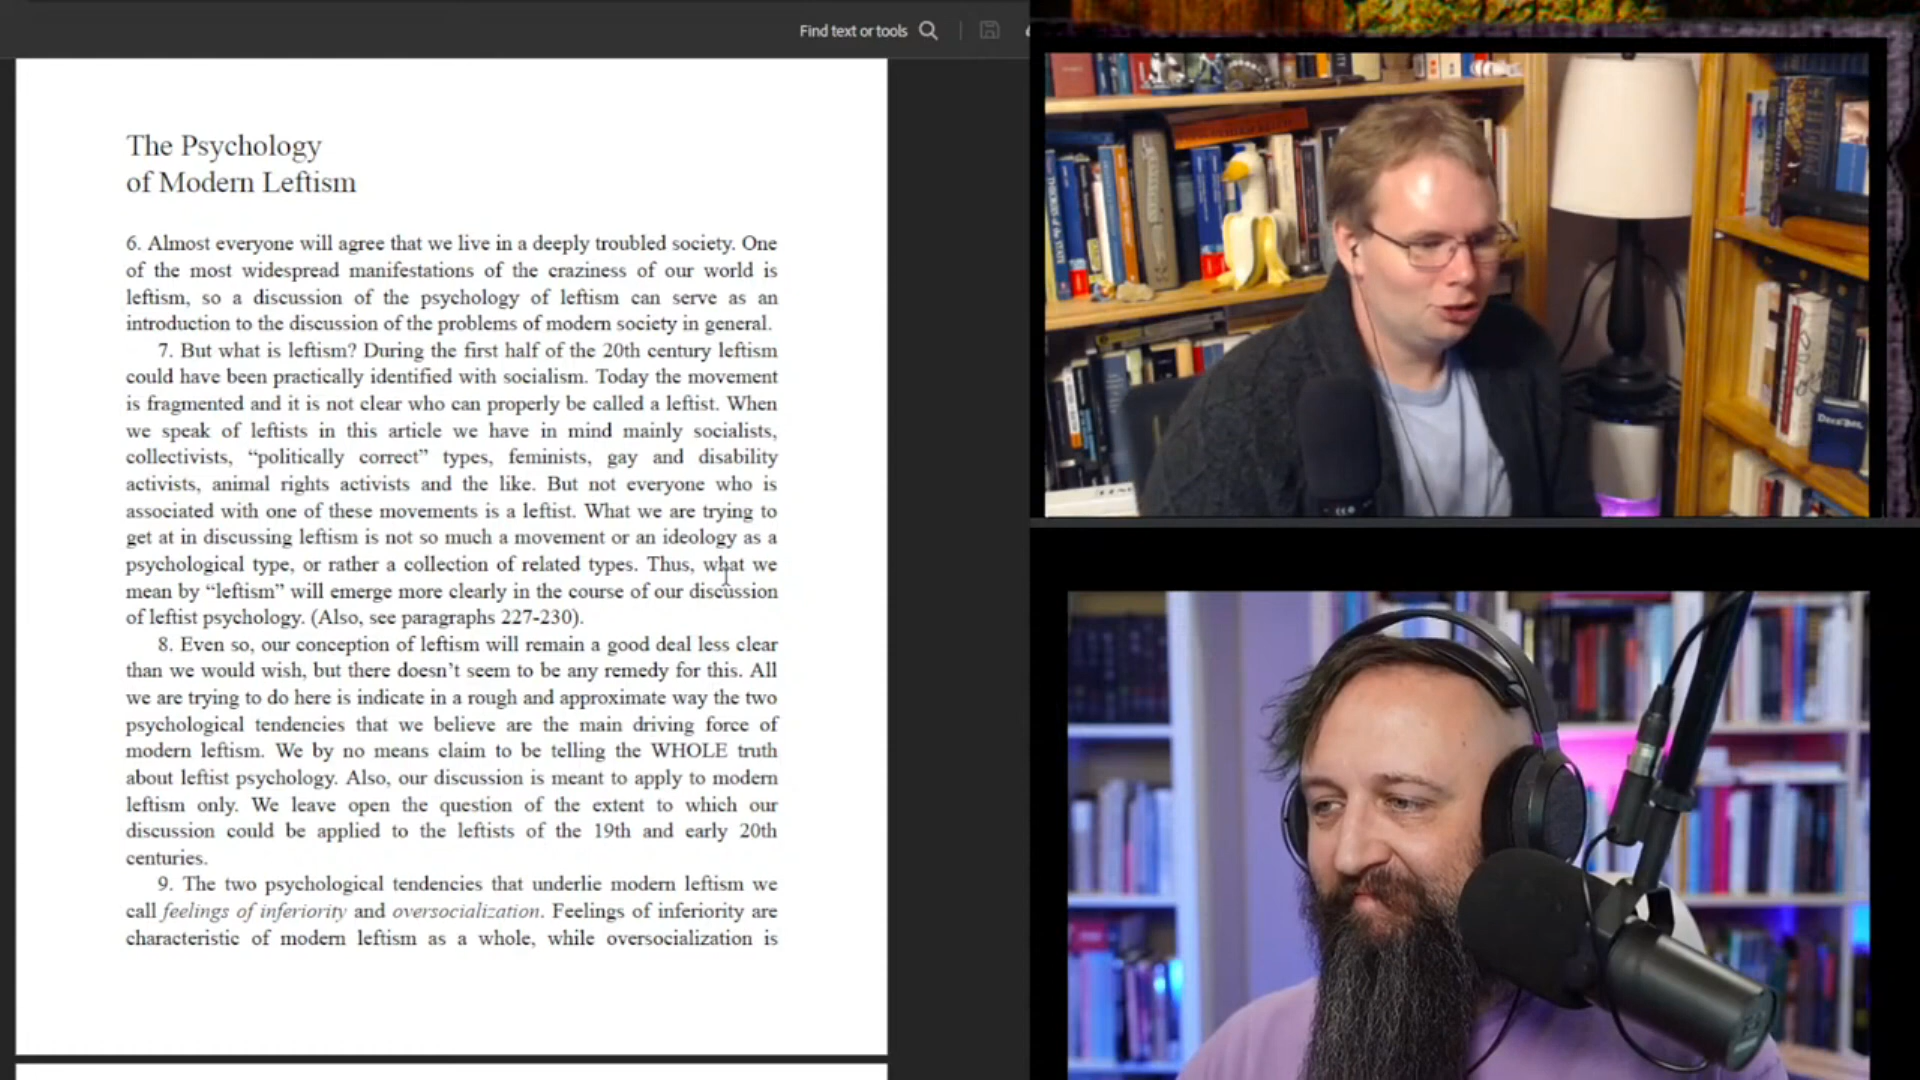 Find text or tools
The Psychology
of Modern Leftism
6. Almost everyone will agree that we live in a deeply troubled society. One
of the most widespread manifestations of the craziness of our world is
leftism, so a discussion of the psychology of leftism can serve as an
introduction to the discussion of the problems of modern society in general.
7. But what is leftism? During the first half of the 20th century leftism
could have been practically identified with socialism. Today the movement
is fragmented and it is not clear who can properly be called a leftist. When
we speak of leftists in this article we have in mind mainly socialists,
collectivists, “politically correct” types, feminists, gay and disability
activists, animal rights activists and the like. But not everyone who is
associated with one of these movements is a leftist. What we are trying to
get at in discussing leftism is not so much a movement or an ideology as a
psychological type, or rather a collection of related types. Thus, what we
mean by “leftism” will emerge more clearly in the course of our discussion
of leftist psychology. (Also, see paragraphs 227-230).
8. Even so, our conception of leftism will remain a good deal less clear
than we would wish, but there doesn’t seem to be any remedy for this. All
we are trying to do here is indicate in a rough and approximate way the two
psychological tendencies that we believe are the main driving force of
modern leftism. We by no means claim to be telling the WHOLE truth
about leftist psychology. Also, our discussion is meant to apply to modern
leftism only. We leave open the question of the extent to which our
discussion could be applied to the leftists of the 19th and early 20th
centuries.
9. The two psychological tendencies that underlie modern leftism we
call feelings of inferiority and oversocialization. Feelings of inferiority are
characteristic of modern leftism as a whole, while oversocialization is